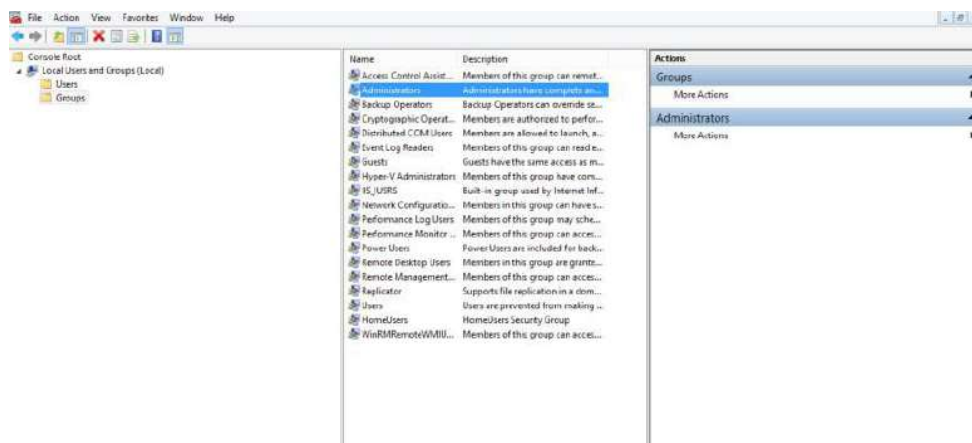 File Action View Favorites Window Help
Console Root
Local Users and Groups (Local)
Users
Groups
Name Description
Access Control Assist... Members of this group can remot...
Administrators Administrators have complete an...
Backup Operators Backup Operators can override se...
Cryptographic Operat... Members are authorized to perfor...
Distributed COM Users Members are allowed to launch, a...
Event Log Readers Members of this group can read e...
Guests Guests have the same access as m...
Hyper-V Administrators Members of this group have com...
IIS_IUSRS Built-in group used by Internet Inf...
Network Configuratio... Members in this group can have s...
Performance Log Users Members of this group may sche...
Performance Monitor ... Members of this group can acces...
Power Users Power Users are included for back...
Remote Desktop Users Members in this group are grante...
Remote Management... Members of this group can acces...
Replicator Supports file replication in a dom...
Users Users are prevented from making ...
HomeUsers HomeUsers Security Group
WinRMRemoteWMIU... Members of this group can acces...
Actions
Groups
More Actions
Administrators
More Actions